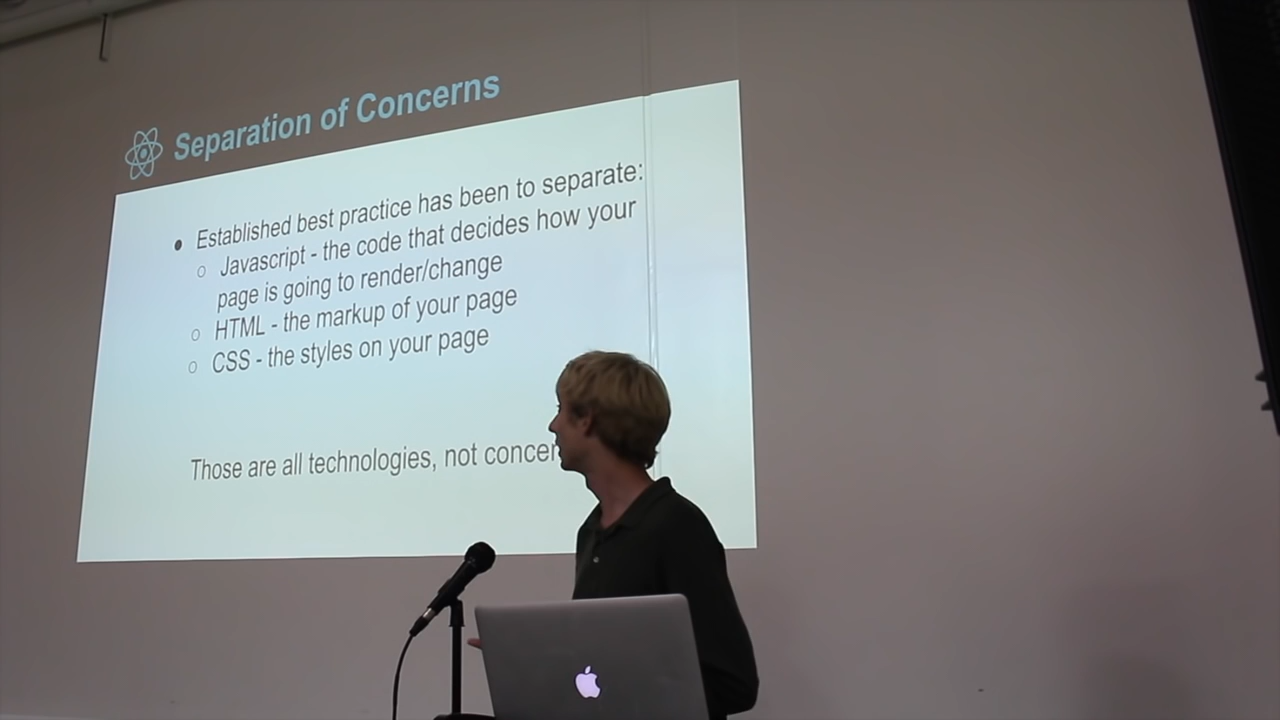 Separation of Concerns
● Established best practice has been to separate:
○ Javascript - the code that decides how your
page is going to render/change
○ HTML - the markup of your page
○ CSS - the styles on your page
Those are all technologies, not